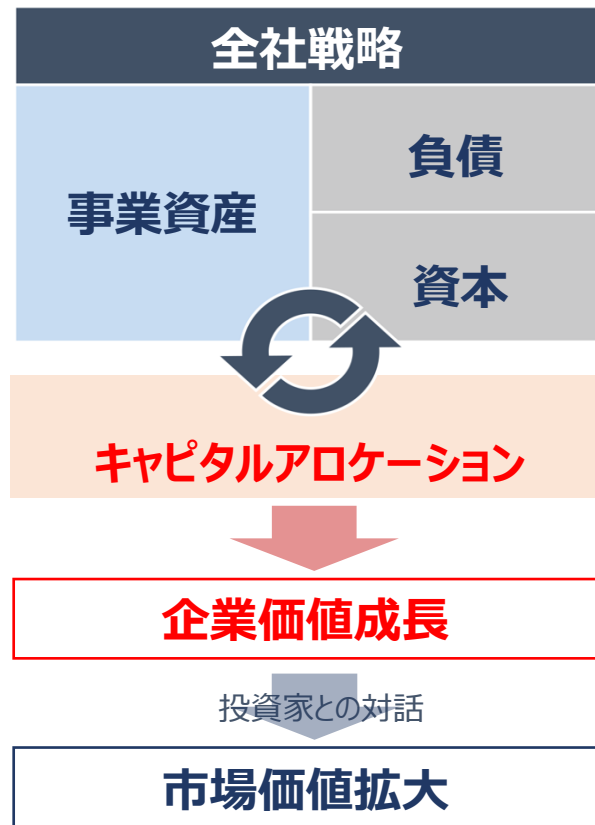 全社戦略
負債
事業資産
資本
キャピタルアロケーション
企業価値成長
投資家との対話
市場価値拡大